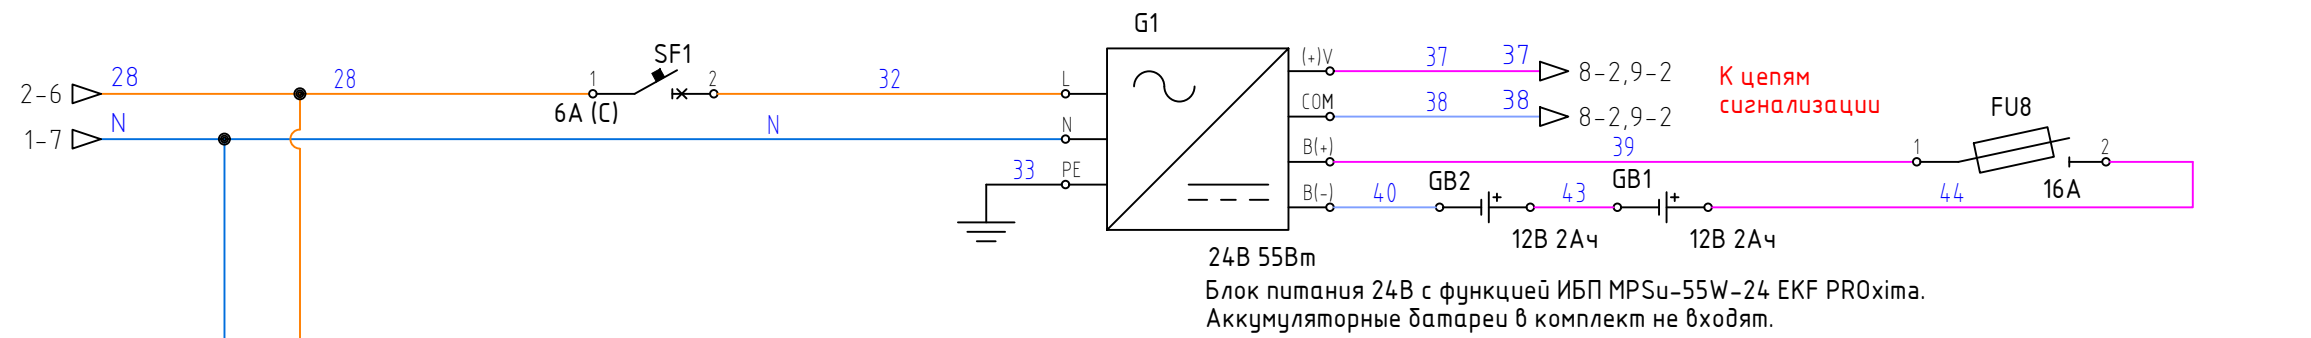 G1
SF1
2-6
28
28
1
2
32
L
(+)V
37
37
8-2,9-2
К цепям
сигнализации
6А (С)
1-7
N
N
N
COM
38
38
8-2,9-2
FU8
33
PE
B(+)
39
1
2
16А
B(-)
40
GB2
43
GB1
44
12В 2Ач
12В 2Ач
24В 55Вт
Блок питания 24В с функцией ИБП MPSu-55W-24 EKF PROxima.
Аккумуляторные батареи в комплект не входят.